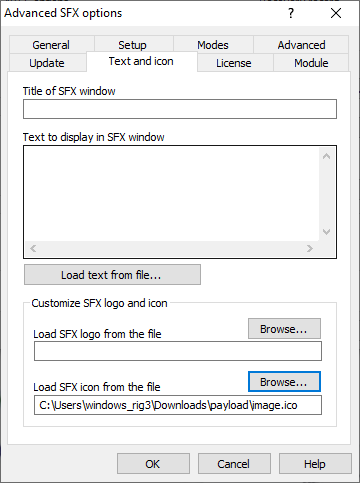 Advanced SFX options
?
General Setup Modes Advanced
Update Text and icon License Module
Title of SFX window
Text to display in SFX window
Load text from file...
Customize SFX logo and icon
Browse...
Load SFX logo from the file
Browse...
Load SFX icon from the file
C:\Users\windows_rig3\Downloads\payload\image.ico
OK Cancel Help